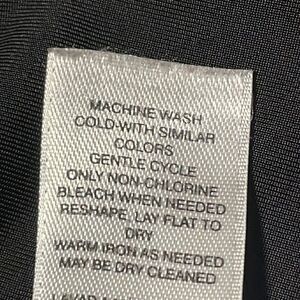 MACHINE WASH
COLD-WITH SIMILAR
COLORS
GENTLE CYCLE
ONLY NON-CHLORINE
BLEACH WHEN NEEDED
RESHAPE, LAY FLAT TO
DRY
WARM IRON AS NEEDED
MAY BE DRY CLEANED